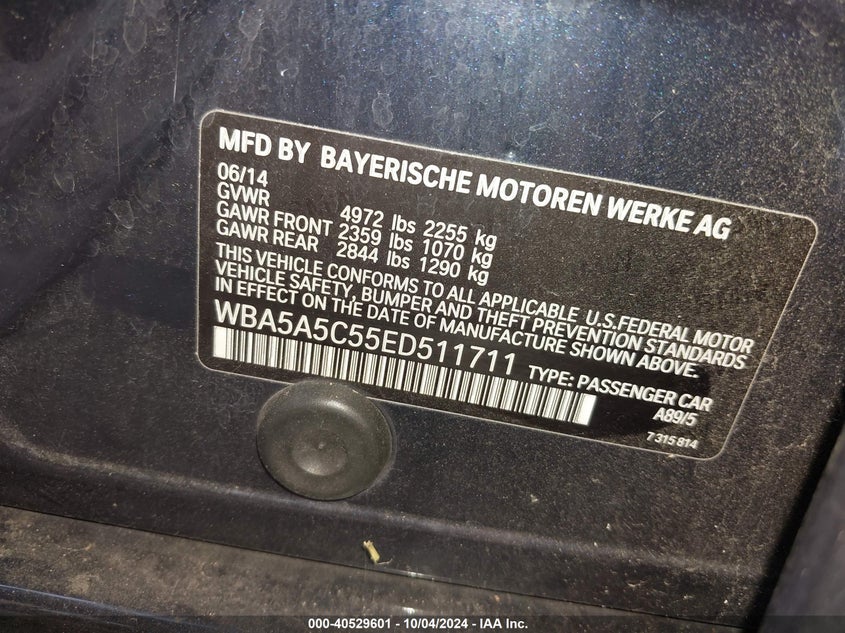 MFD BY BAYERISCHE MOTOREN WERKE AG
06/14
GVWR 4972 lbs 2255 kg
GAWR FRONT 2359 lbs 1070 kg
GAWR REAR 2844 lbs 1290 kg
THIS VEHICLE CONFORMS TO ALL APPLICABLE U.S.FEDERAL MOTOR
VEHICLE SAFETY, BUMPER AND THEFT PREVENTION STANDARDS
IN EFFECT ON THE DATE OF MANUFACTURE SHOWN ABOVE.
WBA5A5C55ED511711
TYPE: PASSENGER CAR
A89/5
7 315 814
000-40529601 - 10/04/2024 - IAA Inc.